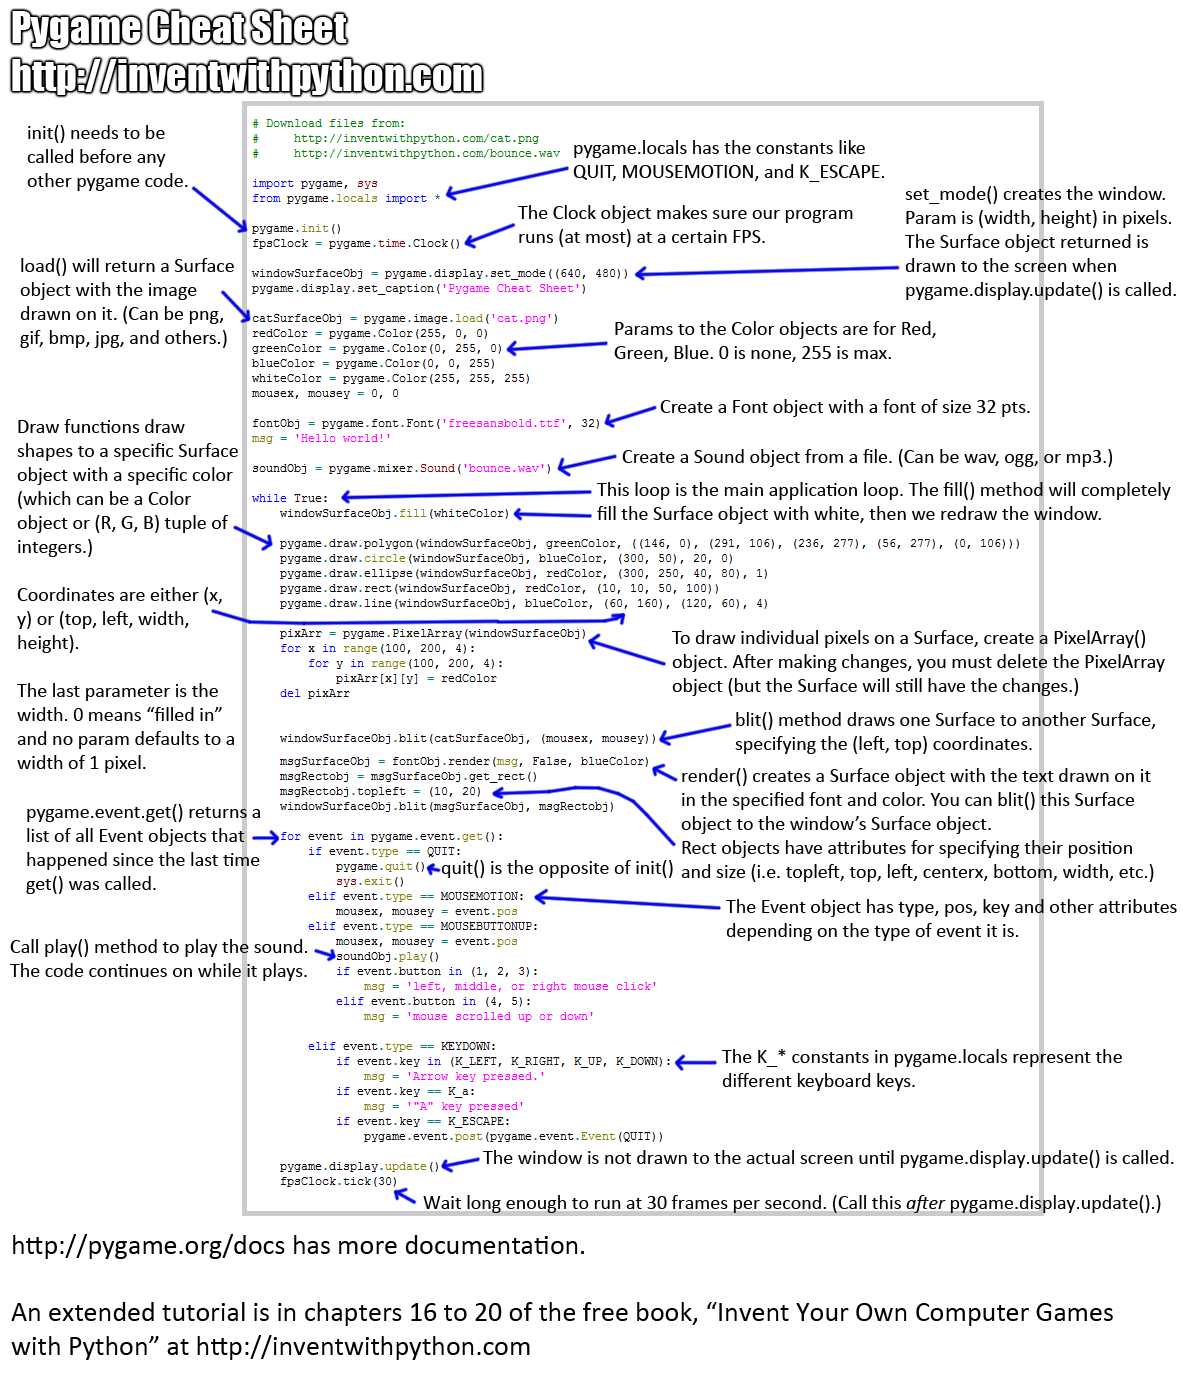 Pygame Cheat Sheet
http://inventwithpython.com
# Download files from:
#     http://inventwithpython.com/cat.png
#     http://inventwithpython.com/bounce.wav
init() needs to be
called before any
other pygame code.
pygame.locals has the constants like
QUIT, MOUSEMOTION, and K_ESCAPE.
import pygame, sys
from pygame.locals import *
set_mode() creates the window.
Param is (width, height) in pixels.
The Surface object returned is
drawn to the screen when
pygame.display.update() is called.
The Clock object makes sure our program
runs (at most) at a certain FPS.
pygame.init()
fpsClock = pygame.time.Clock()
load() will return a Surface
object with the image
drawn on it. (Can be png,
gif, bmp, jpg, and others.)
windowSurfaceObj = pygame.display.set_mode((640, 480))
pygame.display.set_caption('Pygame Cheat Sheet')
catSurfaceObj = pygame.image.load('cat.png')
redColor = pygame.Color(255, 0, 0)
greenColor = pygame.Color(0, 255, 0)
blueColor = pygame.Color(0, 0, 255)
whiteColor = pygame.Color(255, 255, 255)
mousex, mousey = 0, 0
Params to the Color objects are for Red,
Green, Blue. 0 is none, 255 is max.
Create a Font object with a font of size 32 pts.
fontObj = pygame.font.Font('freesansbold.ttf', 32)
msg = 'Hello world!'
Draw functions draw
shapes to a specific Surface
object with a specific color
(which can be a Color
object or (R, G, B) tuple of
integers.)
Create a Sound object from a file. (Can be wav, ogg, or mp3.)
soundObj = pygame.mixer.Sound('bounce.wav')
This loop is the main application loop. The fill() method will completely
fill the Surface object with white, then we redraw the window.
while True:
    windowSurfaceObj.fill(whiteColor)
    pygame.draw.polygon(windowSurfaceObj, greenColor, ((146, 0), (291, 106), (236, 277), (56, 277), (0, 106)))
    pygame.draw.circle(windowSurfaceObj, blueColor, (300, 50), 20, 0)
    pygame.draw.ellipse(windowSurfaceObj, redColor, (300, 250, 40, 80), 1)
    pygame.draw.rect(windowSurfaceObj, redColor, (10, 10, 50, 100))
    pygame.draw.line(windowSurfaceObj, blueColor, (60, 160), (120, 60), 4)
Coordinates are either (x,
y) or (top, left, width,
height).
    pixArr = pygame.PixelArray(windowSurfaceObj)
    for x in range(100, 200, 4):
        for y in range(100, 200, 4):
            pixArr[x][y] = redColor
    del pixArr
To draw individual pixels on a Surface, create a PixelArray()
object. After making changes, you must delete the PixelArray
object (but the Surface will still have the changes.)
The last parameter is the
width. 0 means “filled in”
and no param defaults to a
width of 1 pixel.
blit() method draws one Surface to another Surface,
specifying the (left, top) coordinates.
    windowSurfaceObj.blit(catSurfaceObj, (mousex, mousey))
    msgSurfaceObj = fontObj.render(msg, False, blueColor)
    msgRectobj = msgSurfaceObj.get_rect()
    msgRectobj.topleft = (10, 20)
    windowSurfaceObj.blit(msgSurfaceObj, msgRectobj)
render() creates a Surface object with the text drawn on it
in the specified font and color. You can blit() this Surface
object to the window’s Surface object.
Rect objects have attributes for specifying their position
and size (i.e. topleft, top, left, centerx, bottom, width, etc.)
pygame.event.get() returns a
list of all Event objects that
happened since the last time
get() was called.
    for event in pygame.event.get():
        if event.type == QUIT:
            pygame.quit()
            sys.exit()
quit() is the opposite of init()
        elif event.type == MOUSEMOTION:
            mousex, mousey = event.pos
        elif event.type == MOUSEBUTTONUP:
            mousex, mousey = event.pos
            soundObj.play()
            if event.button in (1, 2, 3):
                msg = 'left, middle, or right mouse click'
            elif event.button in (4, 5):
                msg = 'mouse scrolled up or down'
The Event object has type, pos, key and other attributes
depending on the type of event it is.
Call play() method to play the sound.
The code continues on while it plays.
        elif event.type == KEYDOWN:
            if event.key in (K_LEFT, K_RIGHT, K_UP, K_DOWN):
                msg = 'Arrow key pressed.'
            if event.key == K_a:
                msg = '"A" key pressed'
            if event.key == K_ESCAPE:
                pygame.event.post(pygame.event.Event(QUIT))
The K_* constants in pygame.locals represent the
different keyboard keys.
    pygame.display.update()
    fpsClock.tick(30)
The window is not drawn to the actual screen until pygame.display.update() is called.
Wait long enough to run at 30 frames per second. (Call this after pygame.display.update().)
http://pygame.org/docs has more documentation.
An extended tutorial is in chapters 16 to 20 of the free book, “Invent Your Own Computer Games
with Python” at http://inventwithpython.com